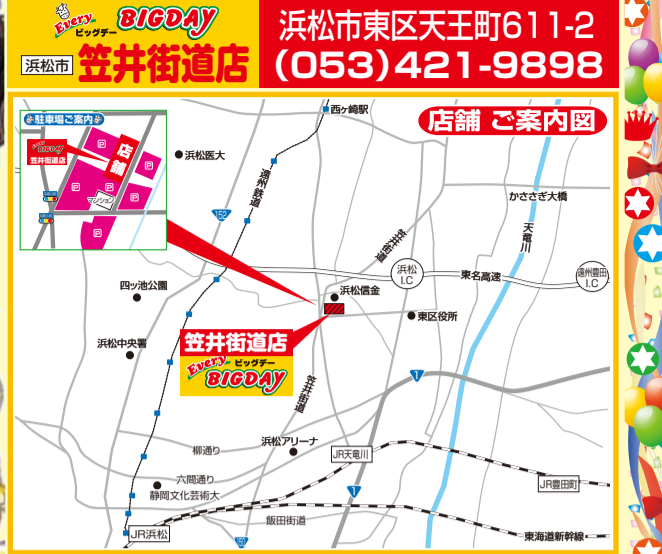 Every
BIGDAY
ビッグデー
浜松市
笠井街道店
浜松市東区天王町611-2
(053)421-9898
店舗 ご案内図
駐車場ご案内
BIGDAY
笠井街道店
店舗
P
P
P
P
P
P
マンション
西ヶ崎駅
浜松医大
遠州鉄道
152
かささぎ大橋
天竜川
笠井街道
浜松
I.C
東名高速
遠州豊田
I.C
四ッ池公園
浜松信金
東区役所
浜松中央署
笠井街道店
Every
ビッグデー
BIGDAY
1
笠井街道
柳通り
浜松アリーナ
JR天竜川
六間通り
静岡文化芸術大
1
JR豊田町
飯田街道
JR浜松
150
東海道新幹線